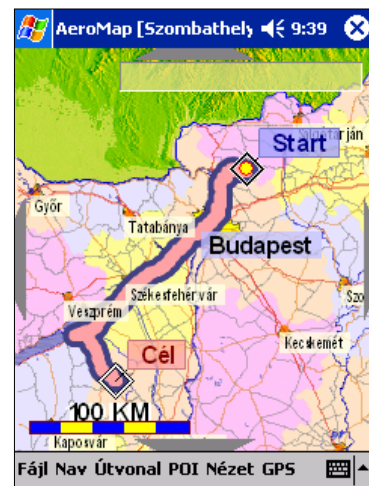 AeroMap [Szombathely 9:39
Start
Győr
Tatabánya
Budapest
Székesfehérvár
Veszprém
Cél
Kecskemét
100 KM
Kaposvár
Fájl Nav Útvonal POI Nézet GPS